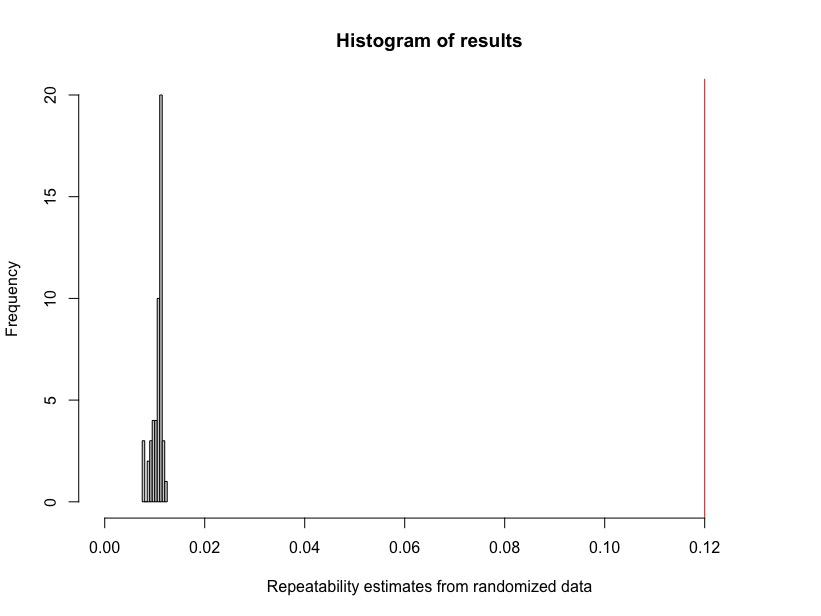 Histogram of results
Frequency
20
15
10
5
0
0.00 0.02 0.04 0.06 0.08 0.10 0.12
Repeatability estimates from randomized data